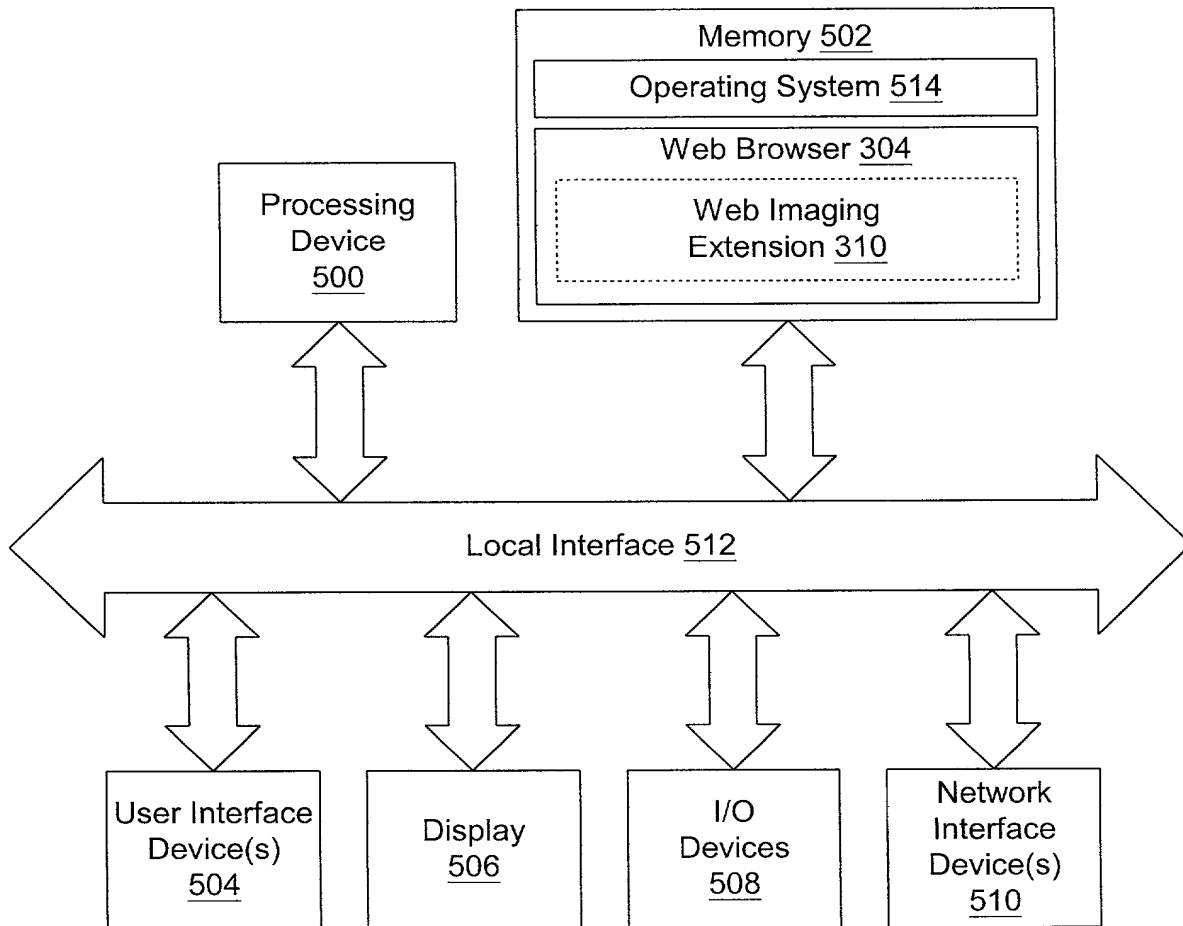 Memory 502
Operating System 514
Web Browser 304
Web Imaging
Extension 310
Processing
Device
500
Local Interface 512
User Interface
Device(s)
504
Display
506
I/O
Devices
508
Network
Interface
Device(s)
510